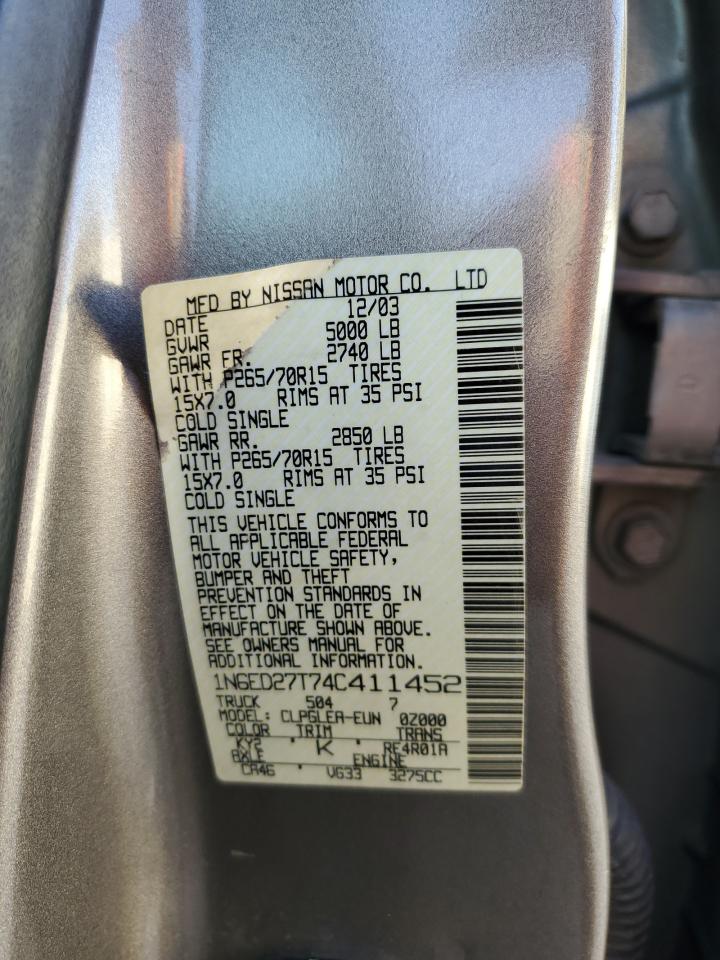 MFD BY NISSAN MOTOR CO. LTD
DATE 12/03
GVWR 5000 LB
GAWR FR. 2740 LB
WITH P265/70R15 TIRES
15X7.0 RIMS AT 35 PSI
COLD SINGLE
GAWR RR. 2850 LB
WITH P265/70R15 TIRES
15X7.0 RIMS AT 35 PSI
COLD SINGLE
THIS VEHICLE CONFORMS TO
ALL APPLICABLE FEDERAL
MOTOR VEHICLE SAFETY,
BUMPER AND THEFT
PREVENTION STANDARDS IN
EFFECT ON THE DATE OF
MANUFACTURE SHOWN ABOVE.
SEE OWNERS MANUAL FOR
ADDITIONAL INFORMATION.
1N6ED27T74C411452
TRUCK 504 7
MODEL: CLPGLEA-EUN 0Z000
COLOR TRIM TRANS
KY2 K RE4R01A
AXLE ENGINE
CA46 VG33 3275CC